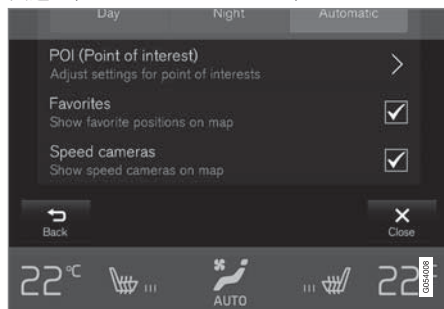 Day Night Automatic
POI (Point of interest)
Adjust settings for point of interests
Favorites
Show favorite positions on map
Speed cameras
Show speed cameras on map
Back Close
22°C AUTO 22°
G054008